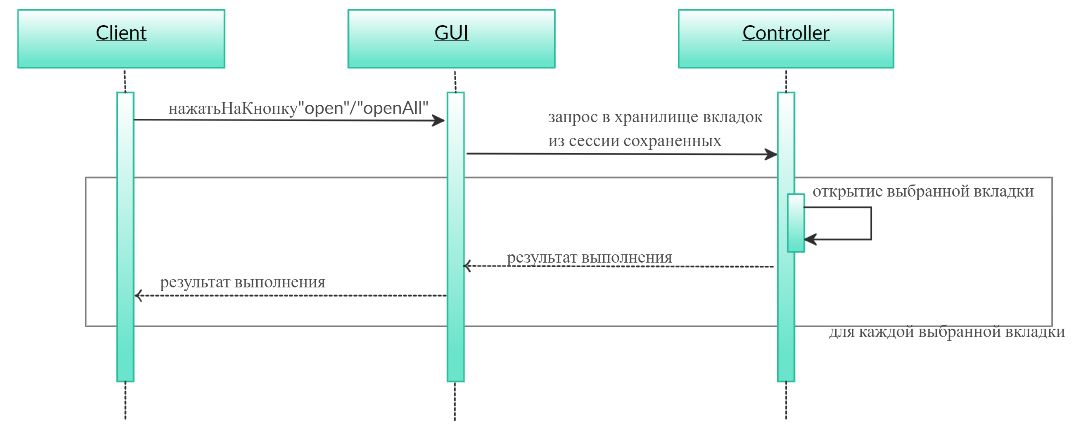 Client
GUI
Controller
нажатьНаКнопку"open"/"openAll"
запрос в хранилище вкладок
из сессии сохраненных
открытие выбранной вкладки
результат выполнения
результат выполнения
для каждой выбранной вкладки